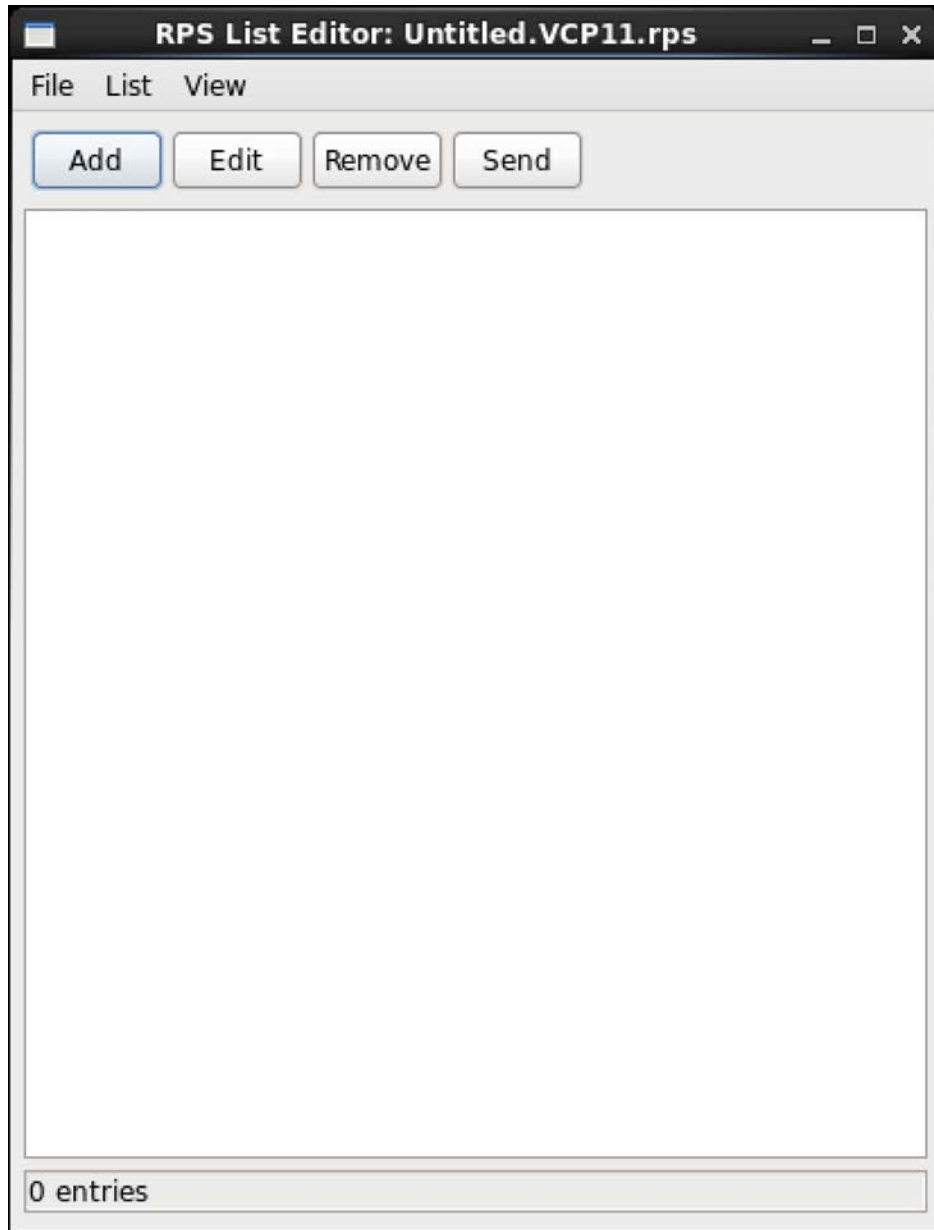 RPS List Editor: Untitled.VCP11.rps
File List View
Add Edit Remove Send
0 entries